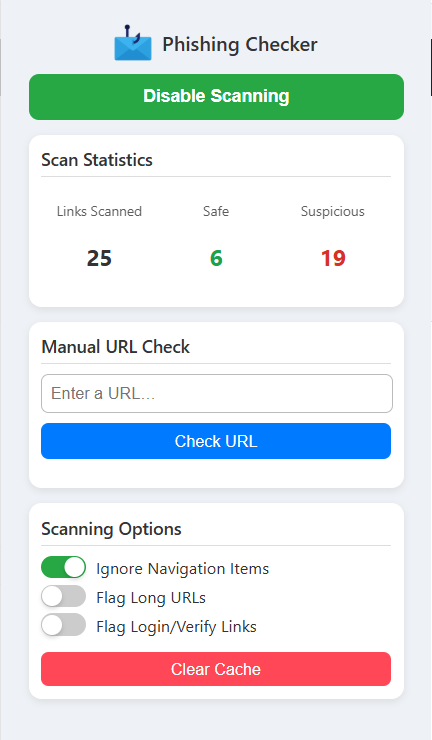 Phishing Checker
Disable Scanning
Scan Statistics
Links Scanned Safe Suspicious
25 6 19
Manual URL Check
Enter a URL...
Check URL
Scanning Options
Ignore Navigation Items
Flag Long URLs
Flag Login/Verify Links
Clear Cache